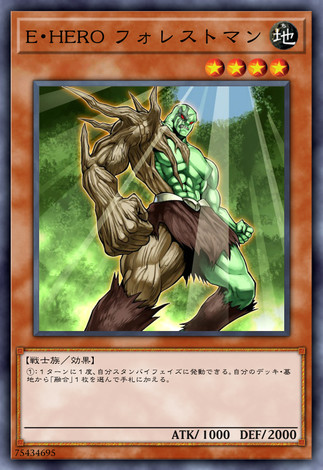 E・HERO フォレストマン 地
【戦士族／効果】
①：１ターンに１度、自分スタンバイフェイズに発動できる。自分のデッキ・墓
地から「融合」１枚を選んで手札に加える。
ATK/ 1000 DEF/2000
75434695